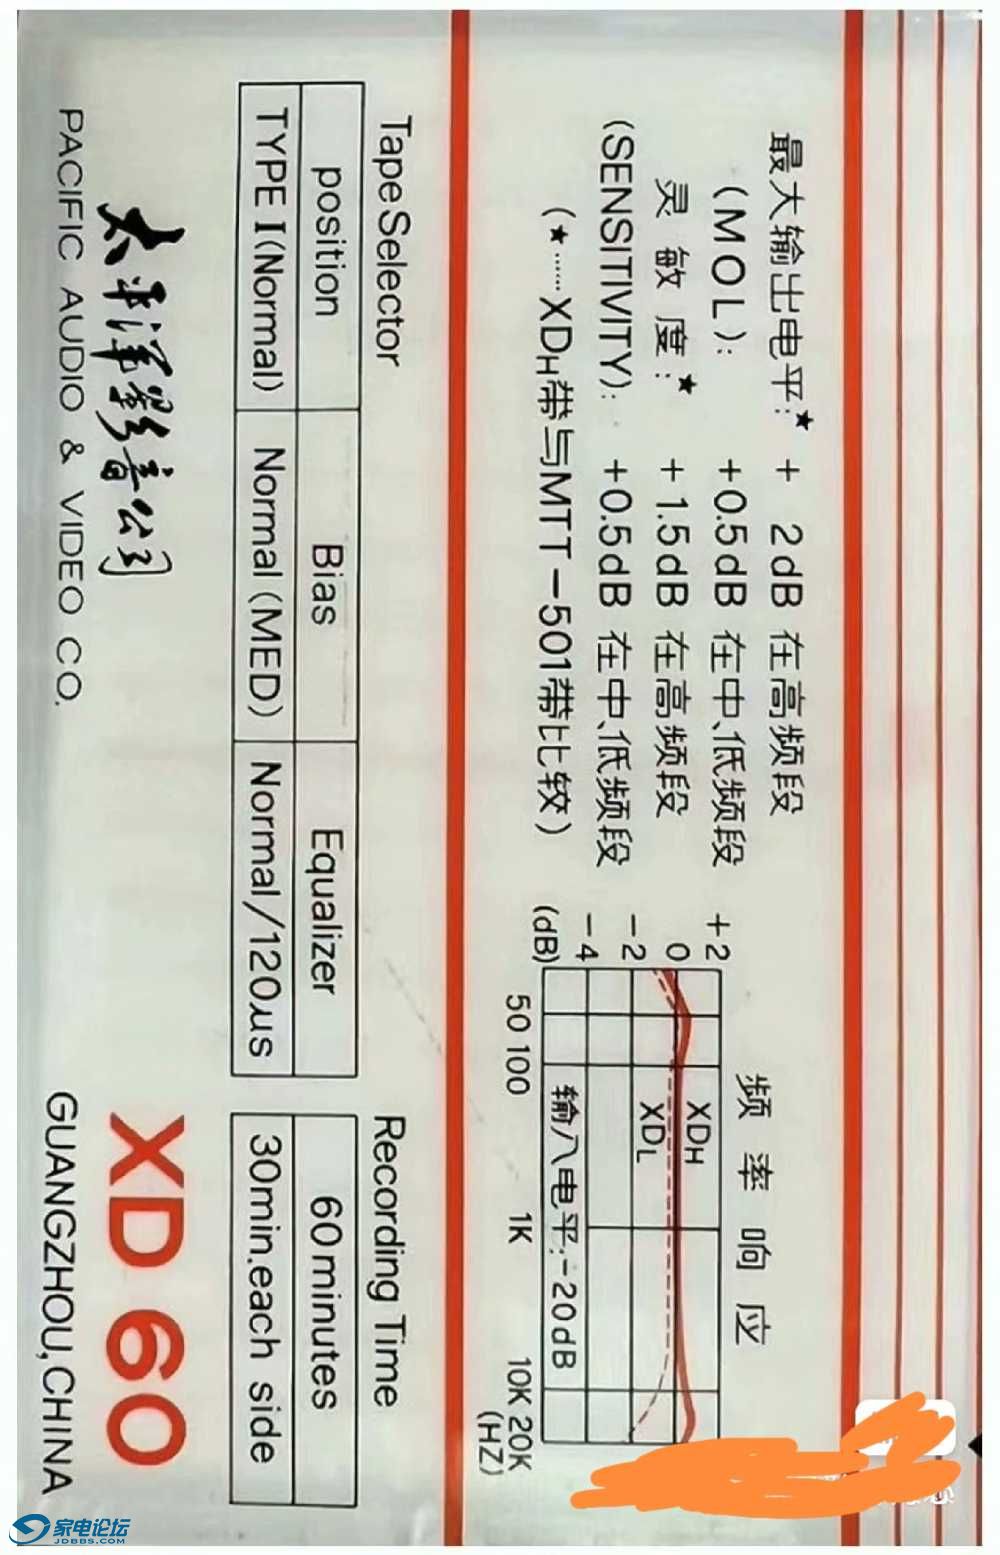 最大输出电平:★ + 2dB 在高频段
(MOL): +0.5dB 在中、低频段
灵敏度:★ +1.5dB 在高频段
(SENSITIVITY): +0.5dB 在中、低频段
(★……XDH带与MTT-501带比较)
频率响应
+2
0
-2
-4
(dB)
XDH
XDL
输入电平:-20dB
50 100 1K 10K 20K
(HZ)
Tape Selector
position Bias Equalizer
TYPE I (Normal) Normal (MED) Normal/120μs
Recording Time
60minutes
30min.each side
太平洋影音公司
PACIFIC AUDIO & VIDEO CO.
XD 60
GUANGZHOU,CHINA
家电论坛
JDBBS.COM